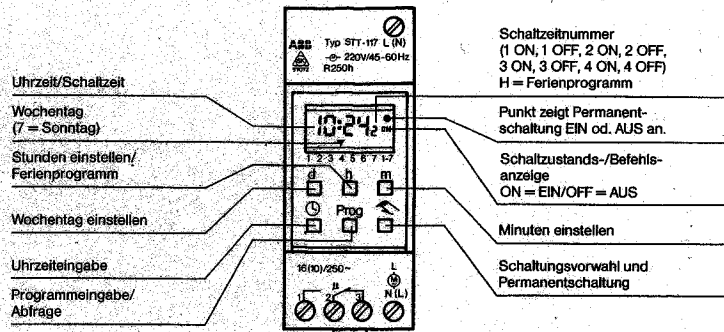 Uhrzeit/Schaltzeit
Wochentag
(7 = Sonntag)
Stunden einstellen/
Ferienprogramm
Wochentag einstellen
Uhrzeiteingabe
Programmeingabe/
Abfrage
ABB Typ STT-117 L (N)
220V/45-60Hz
R250h
10:24 2 ON
1 2 3 4 5 6 7 1-7
d h m
Prog
16(10)/250~ L
µ N (L)
1 2 3
Schaltzeitnummer
(1 ON, 1 OFF, 2 ON, 2 OFF,
3 ON, 3 OFF, 4 ON, 4 OFF)
H = Ferienprogramm
Punkt zeigt Permanent-
schaltung EIN od. AUS an.
Schaltzustands-/Befehls-
anzeige
ON = EIN/OFF = AUS
Minuten einstellen
Schaltungsvorwahl und
Permanentschaltung